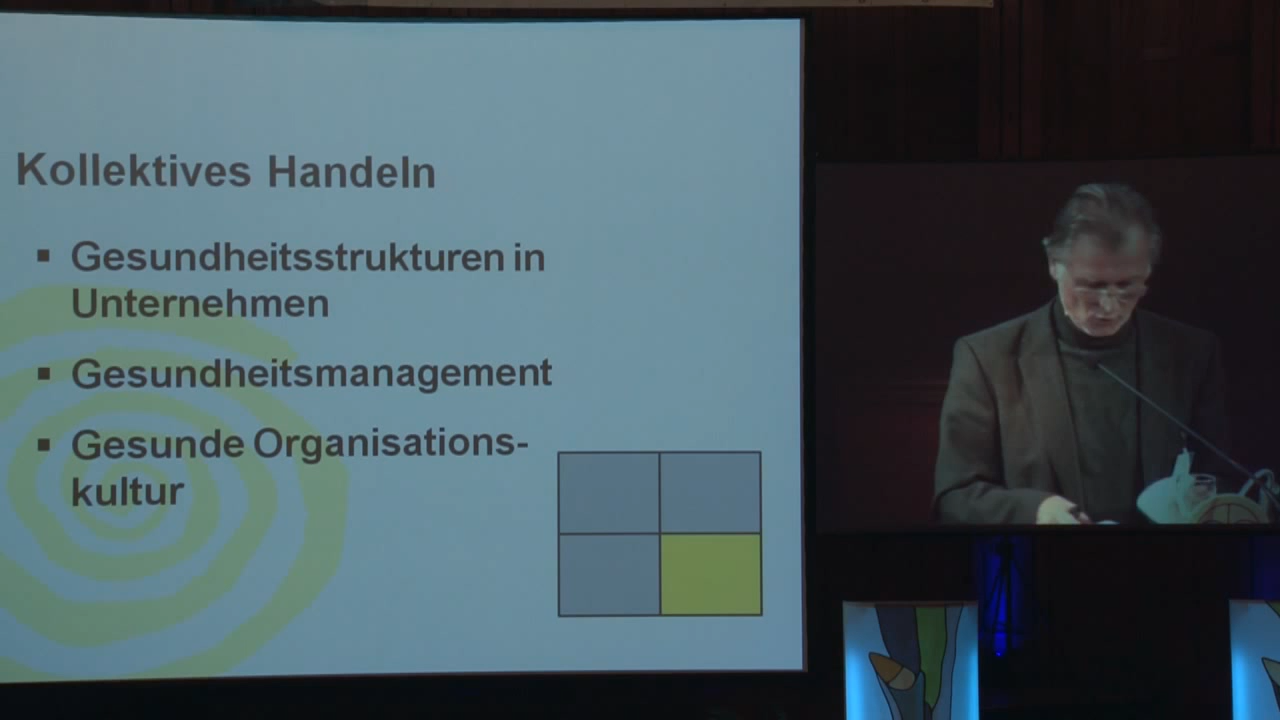 Kollektives Handeln
▪ Gesundheitsstrukturen in
Unternehmen
▪ Gesundheitsmanagement
▪ Gesunde Organisations-
kultur